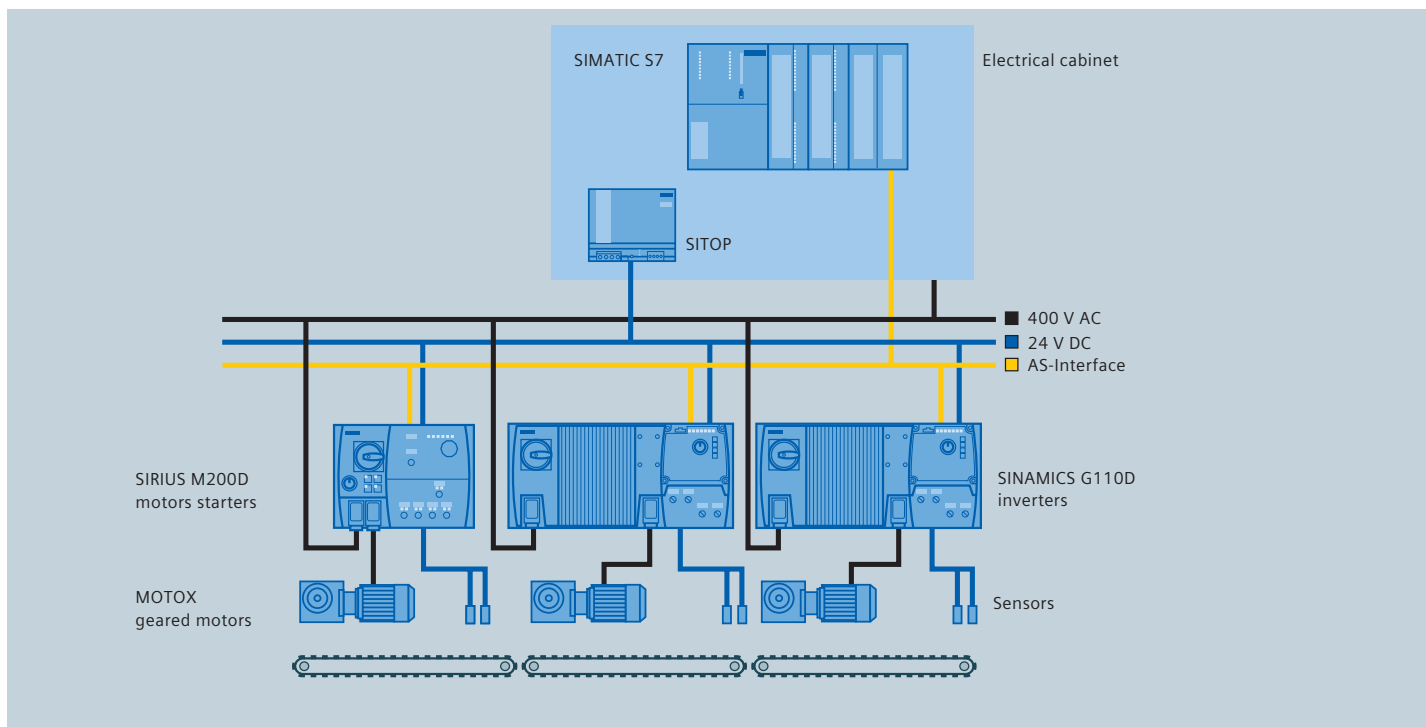 SIMATIC S7
Electrical cabinet
SITOP
400 V AC
24 V DC
AS-Interface
SIRIUS M200D
motors starters
SINAMICS G110D
inverters
MOTOX
geared motors
Sensors